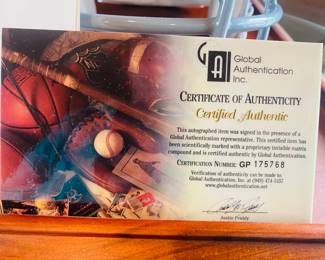 GAI
Global
Authentication
Inc.
CERTIFICATE OF AUTHENTICITY
Certified Authentic
This autographed item was signed in the presence of a
Global Authentication representative. This certified item has
been scientifically marked with a proprietary invisible matrix
compound and is certified authentic by Global Authentication.
CERTIFICATION NUMBER: GP 175768
Verification of authenticity can be made to
Global Authentication, Inc. at (949) 474-5107
www.globalauthentication.net
Justin Priddy